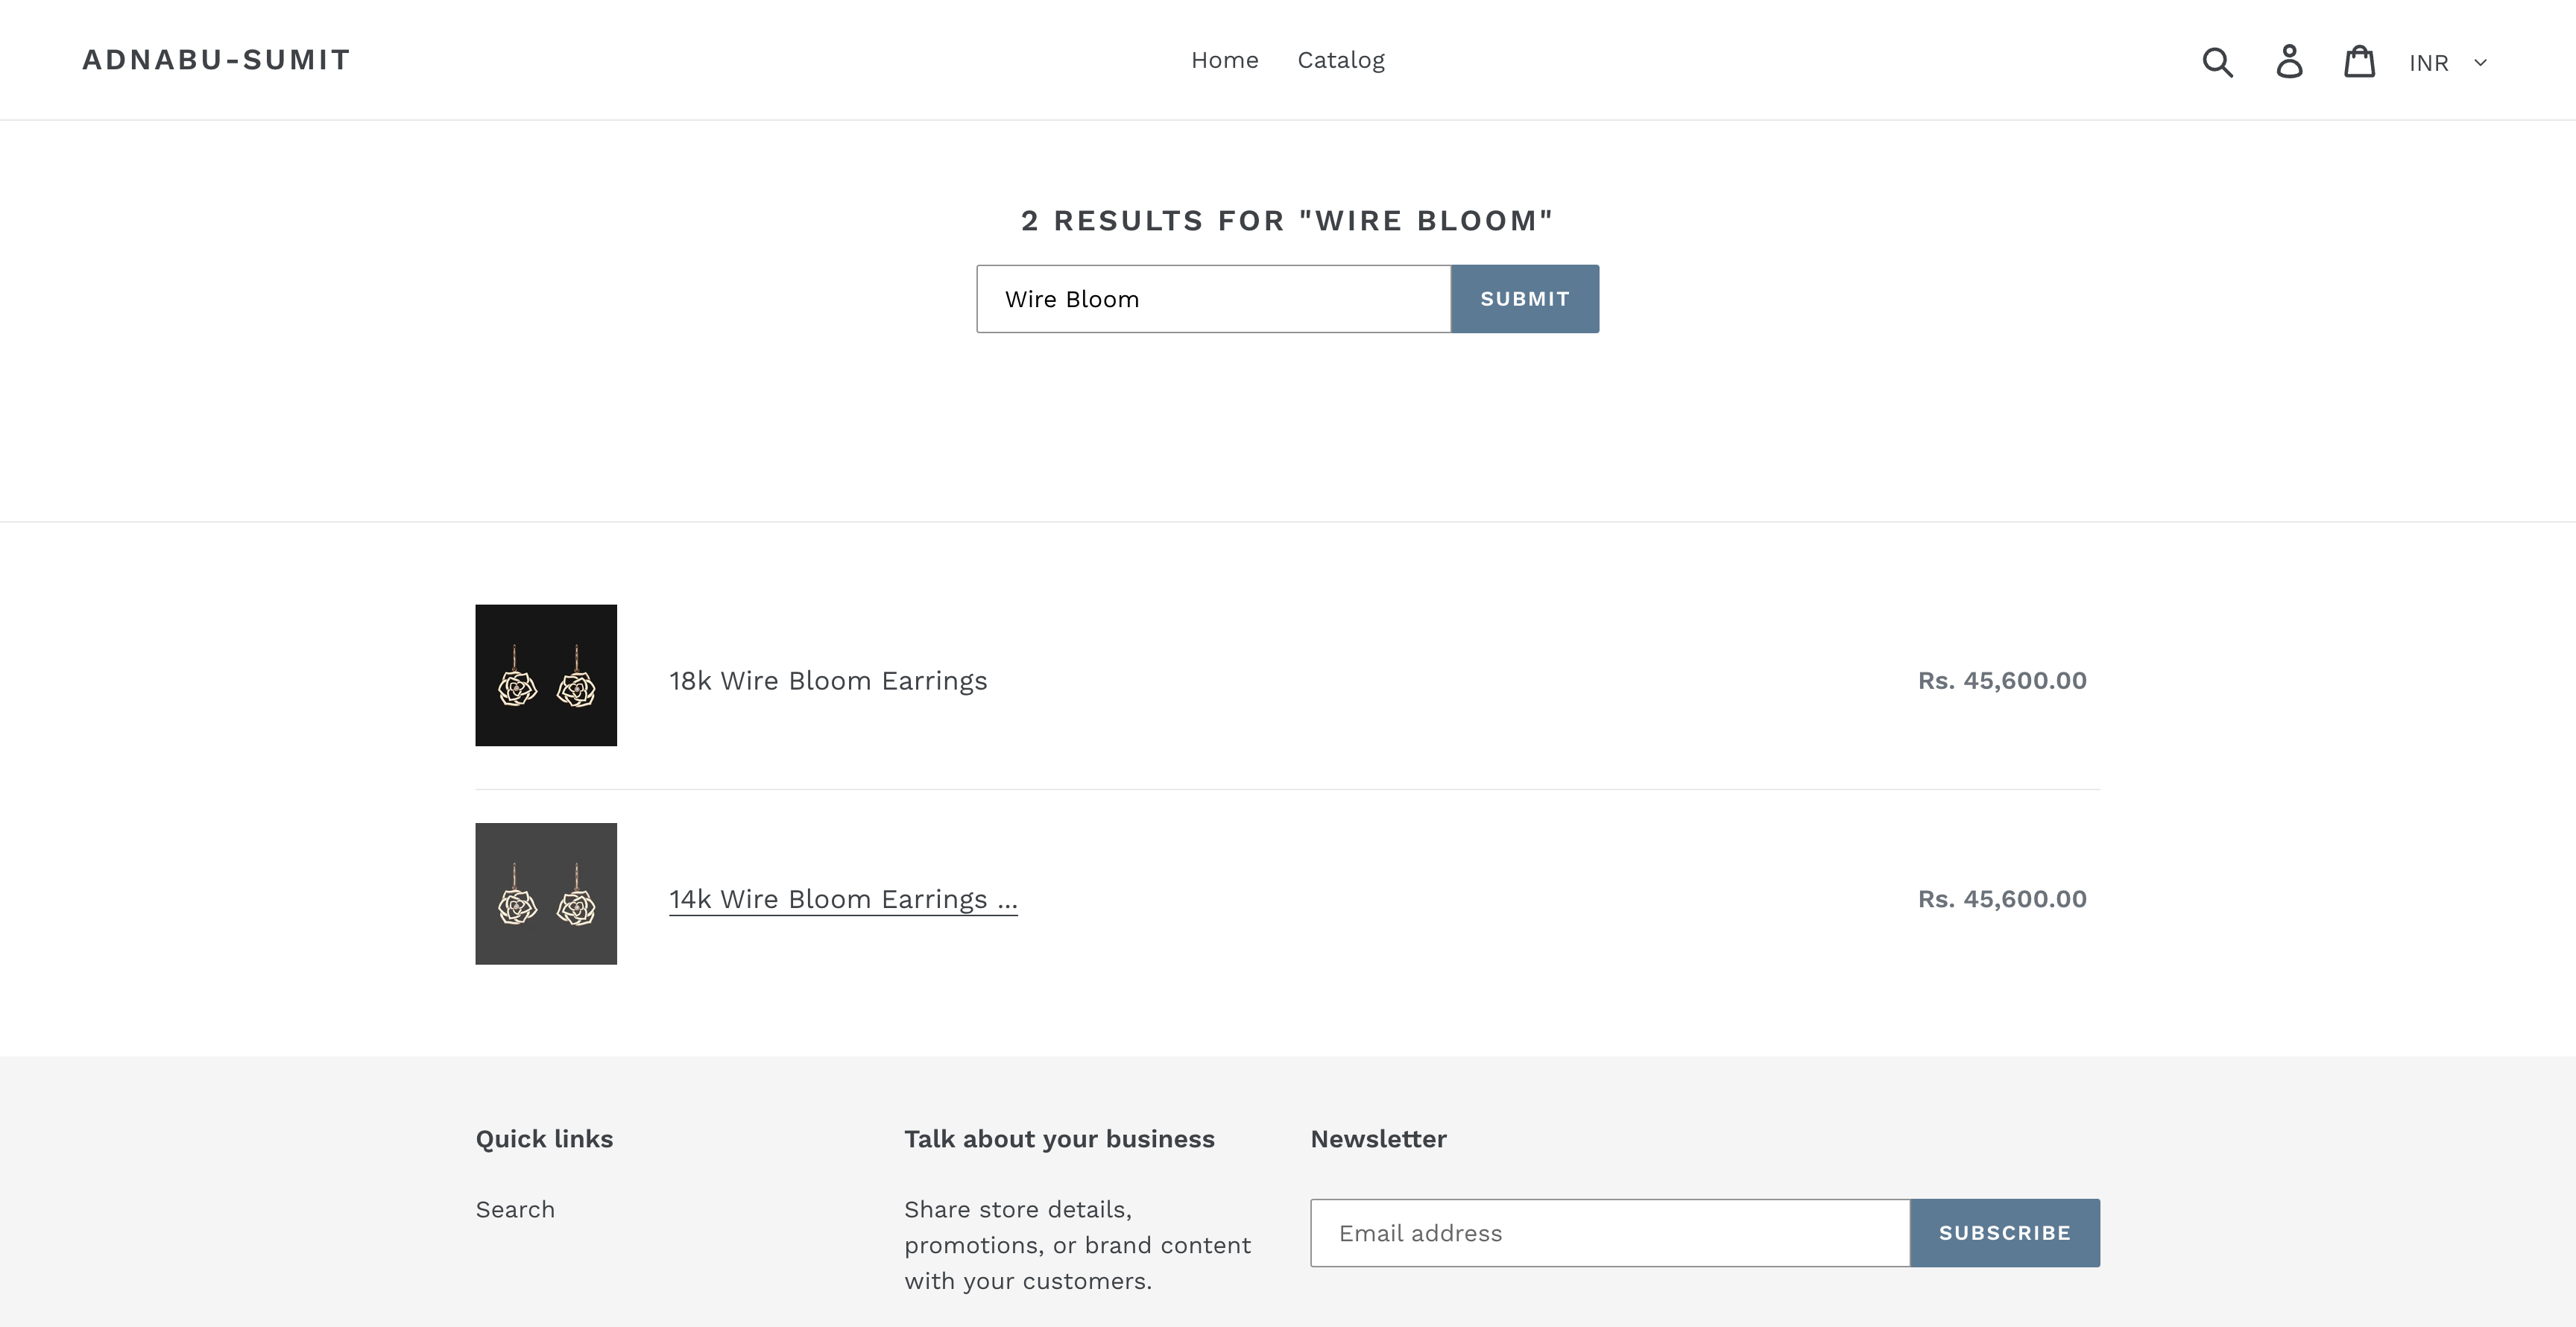 ADNABU-SUMIT
Home Catalog
INR
2 RESULTS FOR "WIRE BLOOM"
Wire Bloom SUBMIT
18k Wire Bloom Earrings Rs. 45,600.00
14k Wire Bloom Earrings ... Rs. 45,600.00
Quick links
Search
Talk about your business
Share store details,
promotions, or brand content
with your customers.
Newsletter
Email address SUBSCRIBE